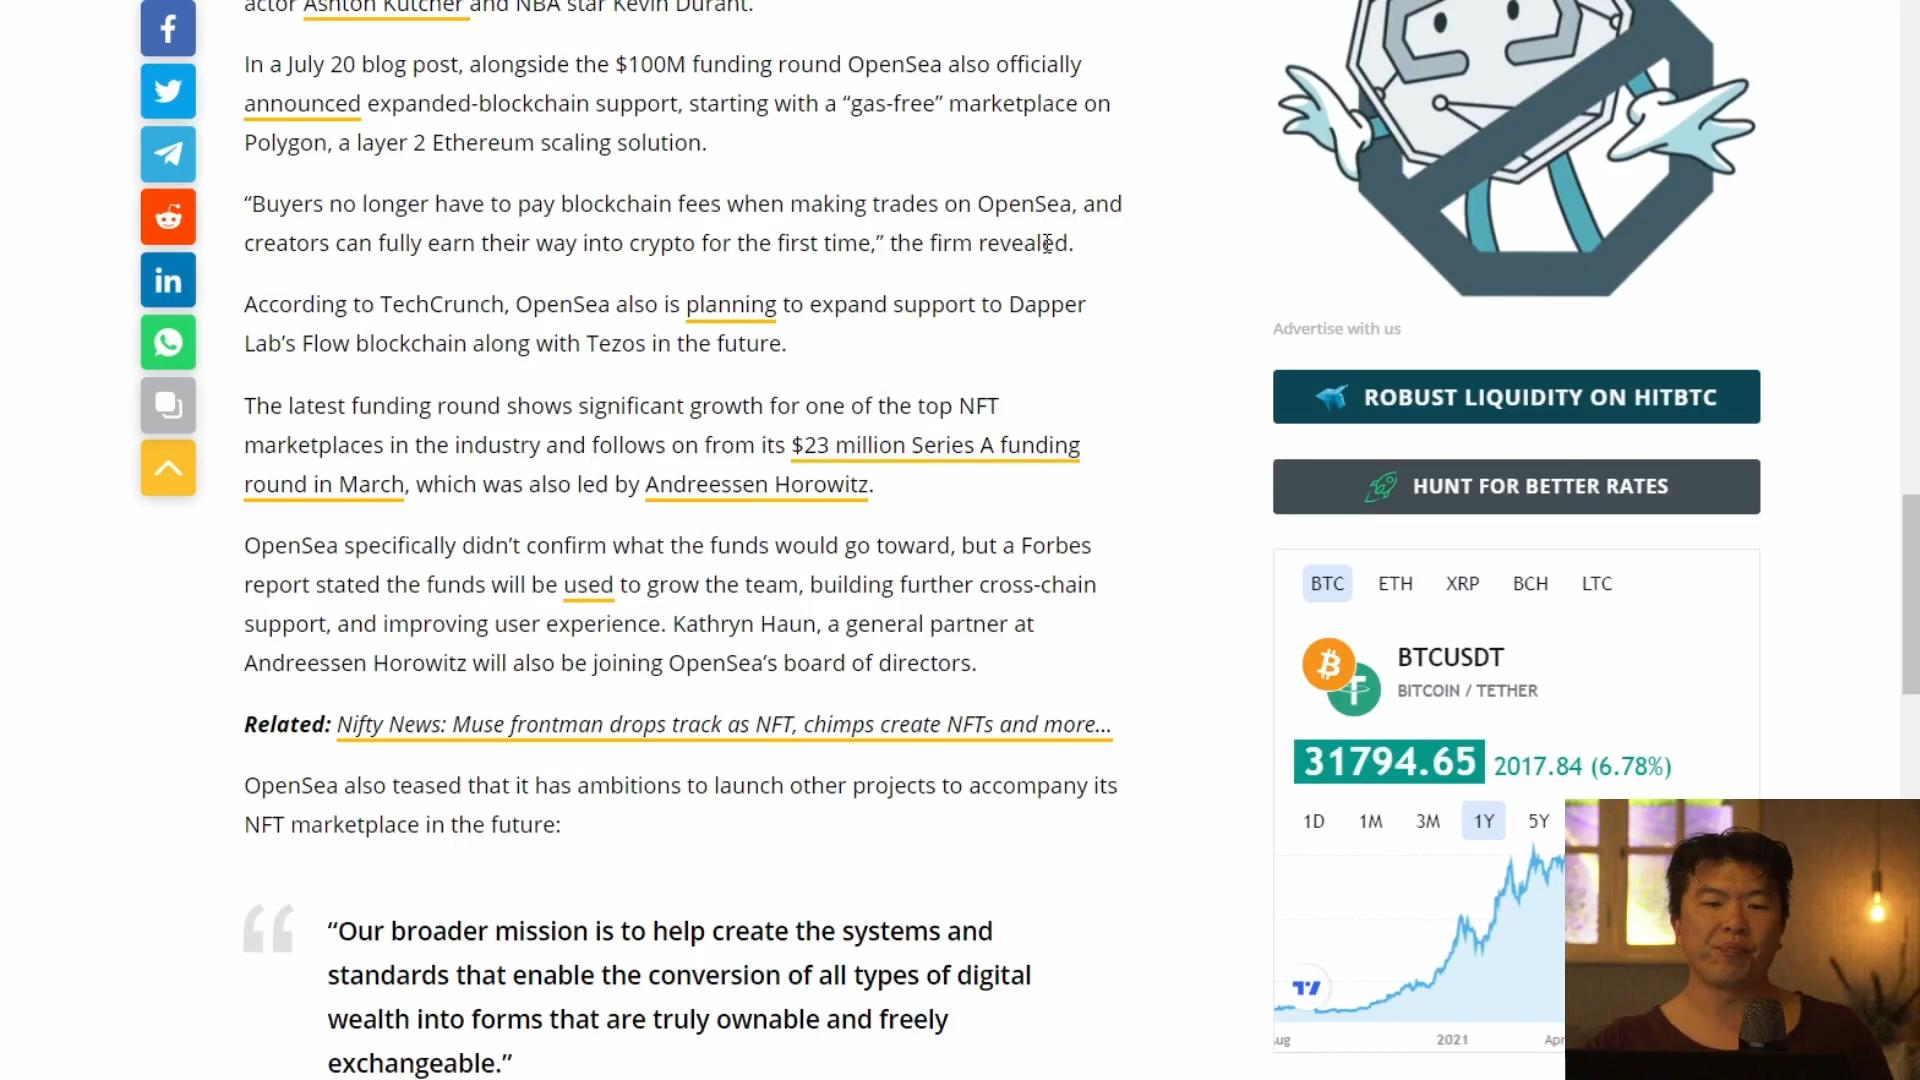 actor Ashton Kutcher and NBA star Kevin Durant.
In a July 20 blog post, alongside the $100M funding round OpenSea also officially
announced expanded-blockchain support, starting with a “gas-free” marketplace on
Polygon, a layer 2 Ethereum scaling solution.
“Buyers no longer have to pay blockchain fees when making trades on OpenSea, and
creators can fully earn their way into crypto for the first time,” the firm revealed.
According to TechCrunch, OpenSea also is planning to expand support to Dapper
Lab’s Flow blockchain along with Tezos in the future.
The latest funding round shows significant growth for one of the top NFT
marketplaces in the industry and follows on from its $23 million Series A funding
round in March, which was also led by Andreessen Horowitz.
OpenSea specifically didn’t confirm what the funds would go toward, but a Forbes
report stated the funds will be used to grow the team, building further cross-chain
support, and improving user experience. Kathryn Haun, a general partner at
Andreessen Horowitz will also be joining OpenSea’s board of directors.
Related: Nifty News: Muse frontman drops track as NFT, chimps create NFTs and more...
OpenSea also teased that it has ambitions to launch other projects to accompany its
NFT marketplace in the future:
“Our broader mission is to help create the systems and
standards that enable the conversion of all types of digital
wealth into forms that are truly ownable and freely
exchangeable.”
Advertise with us
ROBUST LIQUIDITY ON HITBTC
HUNT FOR BETTER RATES
BTC ETH XRP BCH LTC
BTCUSDT
BITCOIN / TETHER
31794.65 2017.84 (6.78%)
1D 1M 3M 1Y 5Y
2021